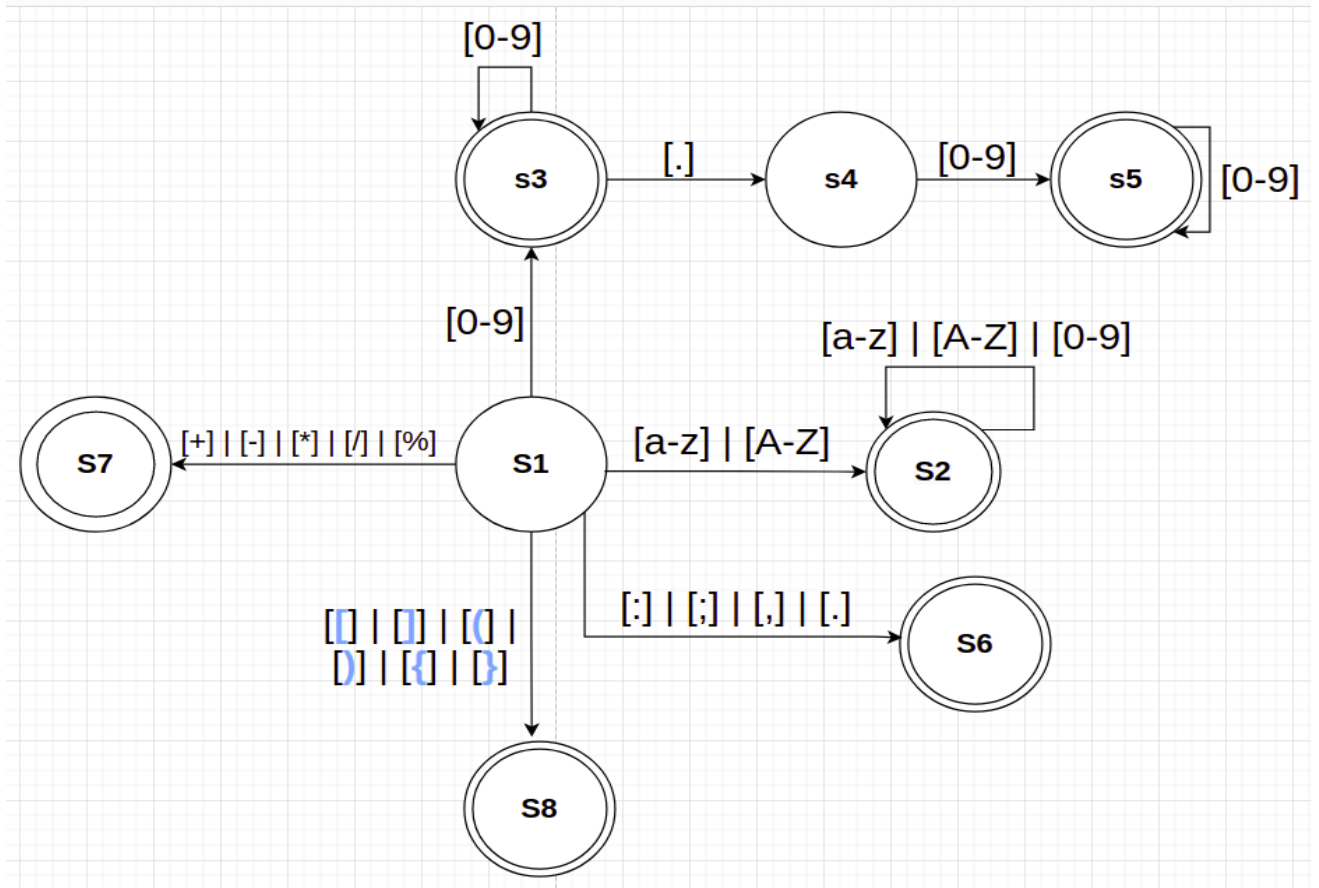 [0-9]
s3
[.]
s4
[0-9]
s5
[0-9]
[0-9]
[a-z] | [A-Z] | [0-9]
S7
[+] | [-] | [*] | [/] | [%]
S1
[a-z] | [A-Z]
S2
[[] | []] | [(] |
[)] | [{] | [}]
[:] | [;] | [,] | [.]
S6
S8